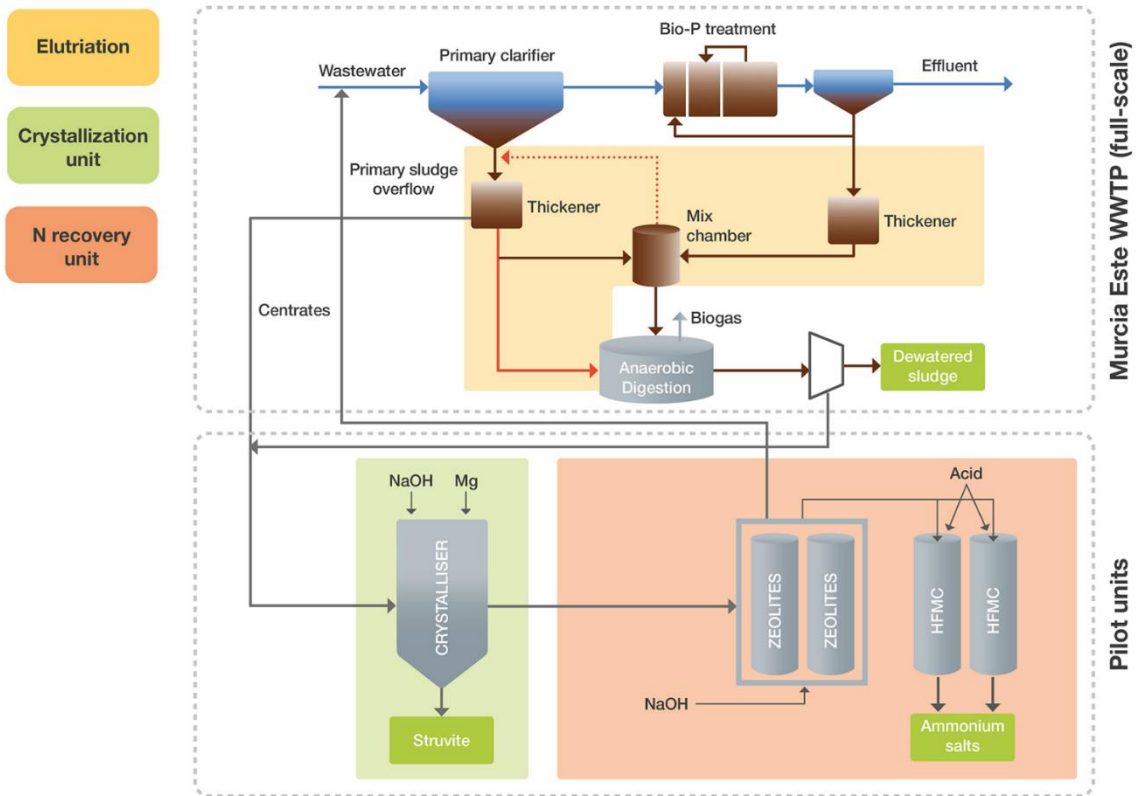 Elutriation
Crystallization
unit
N recovery
unit
Bio-P treatment
Primary clarifier
Wastewater
Effluent
Primary sludge
overflow
Thickener
Mix
chamber
Thickener
Centrates
Biogas
Anaerobic
Digestion
Dewatered
sludge
Murcia Este WWTP (full-scale)
NaOH
Mg
CRYSTALLISER
Struvite
Acid
ZEOLITES
ZEOLITES
HFMC
HFMC
NaOH
Ammonium
salts
Pilot units